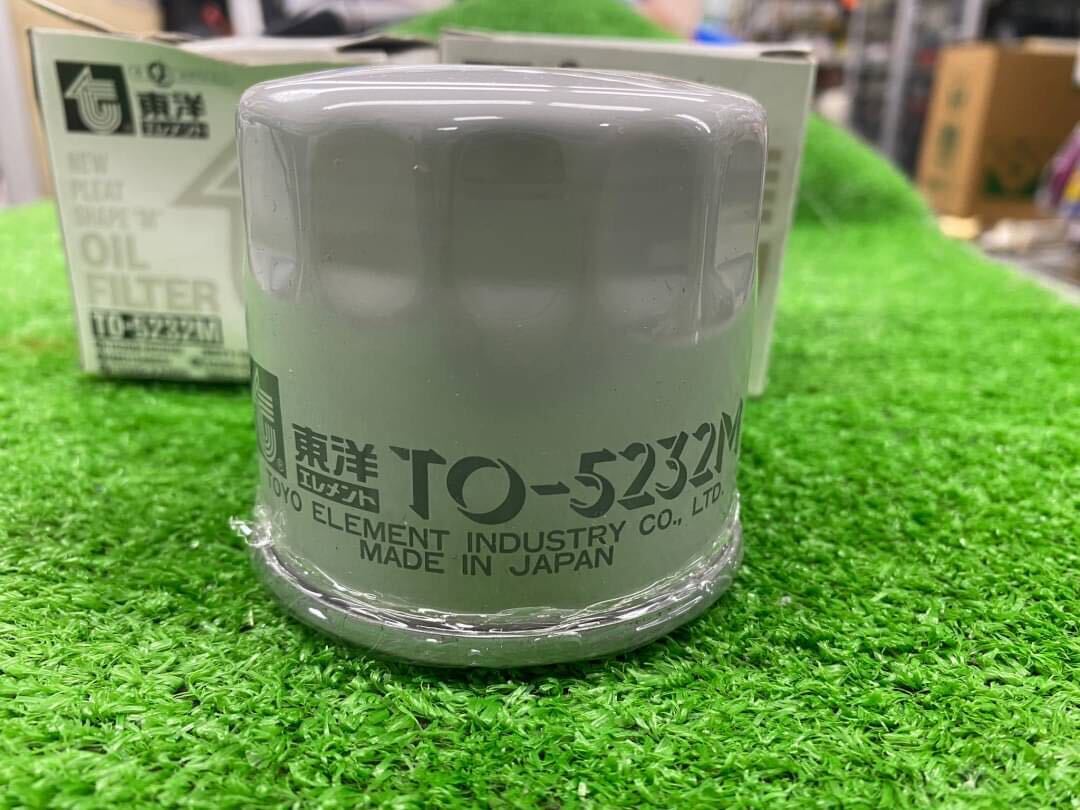 東洋
エレメント
NEW
PLEAT
SHAPE "M"
OIL
FILTER
TO-5232M
東洋
エレメント
TO-5232M
TOYO ELEMENT INDUSTRY CO., LTD.
MADE IN JAPAN